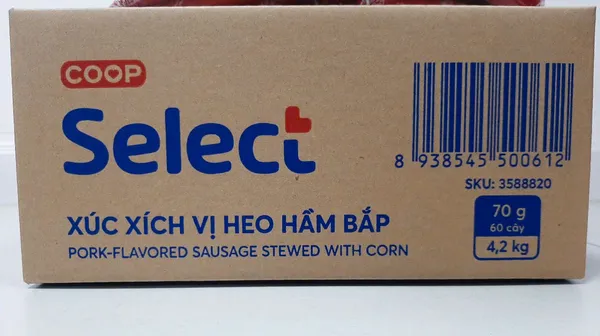 COOP
Select
8 938545 500612
SKU: 3588820
XÚC XÍCH VỊ HEO HẦM BẮP
PORK-FLAVORED SAUSAGE STEWED WITH CORN
70 g
60 cây
4,2 kg